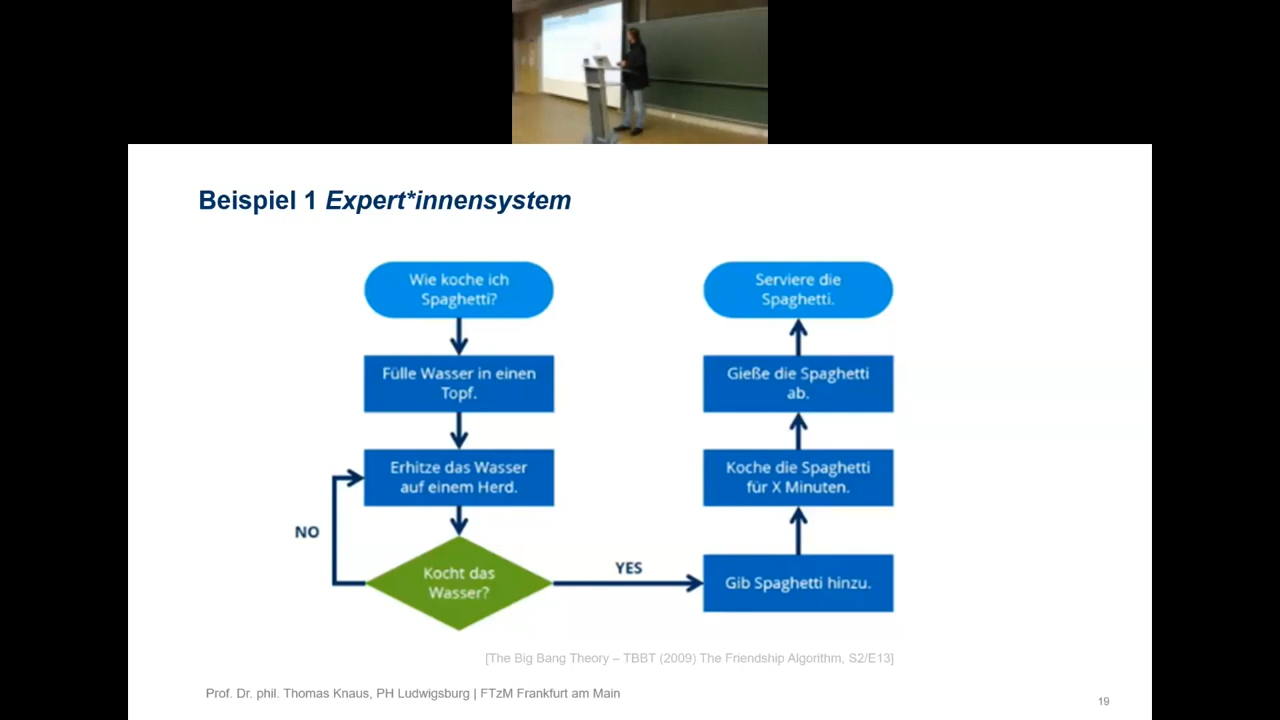 Beispiel 1 Expert*innensystem
Wie koche ich
Spaghetti?
Fülle Wasser in einen
Topf.
Erhitze das Wasser
auf einem Herd.
NO
Kocht das
Wasser?
YES
Gib Spaghetti hinzu.
Koche die Spaghetti
für X Minuten.
Gieße die Spaghetti
ab.
Serviere die
Spaghetti.
[The Big Bang Theory – TBBT (2009) The Friendship Algorithm, S2/E13]
Prof. Dr. phil. Thomas Knaus, PH Ludwigsburg | FTzM Frankfurt am Main
19